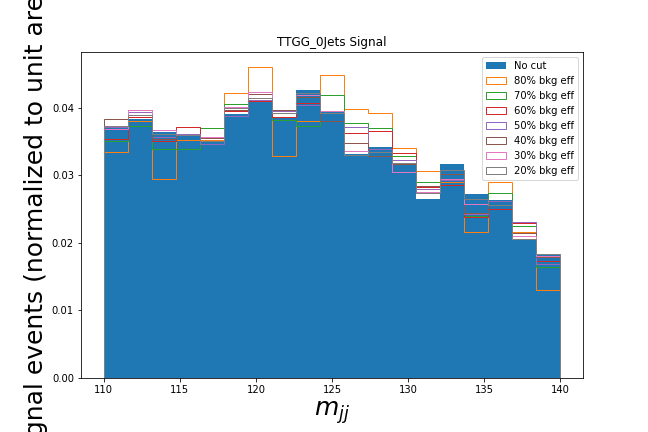 TTGG_0Jets Signal
gnal events (normalized to unit are
0.04
0.03
0.02
0.01
0.00
No cut
80% bkg eff
70% bkg eff
60% bkg eff
50% bkg eff
40% bkg eff
30% bkg eff
20% bkg eff
110 115 120 125 130 135 140
m_jj